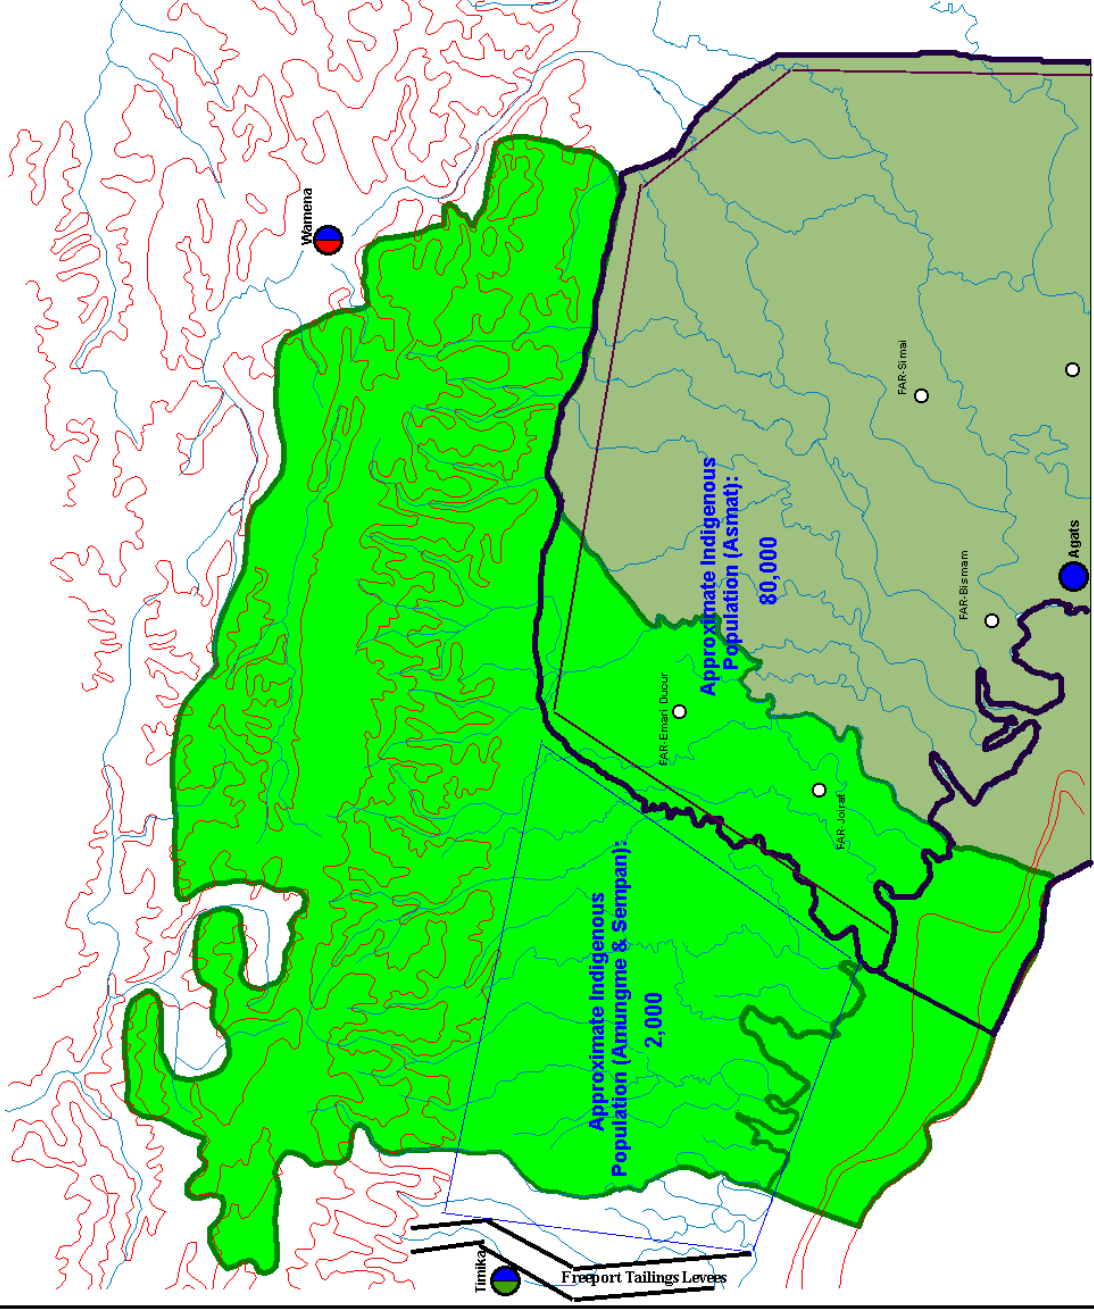 Wamena
FAR-Simai
Approximate Indigenous
Population (Asmat):
80,000
Agats
FAR-Bismam
FAR-Emari Ducur
FAR-Joirat
Approximate Indigenous
Population (Amungme & Sempan):
2,000
Timika
Freeport Tailings Levees